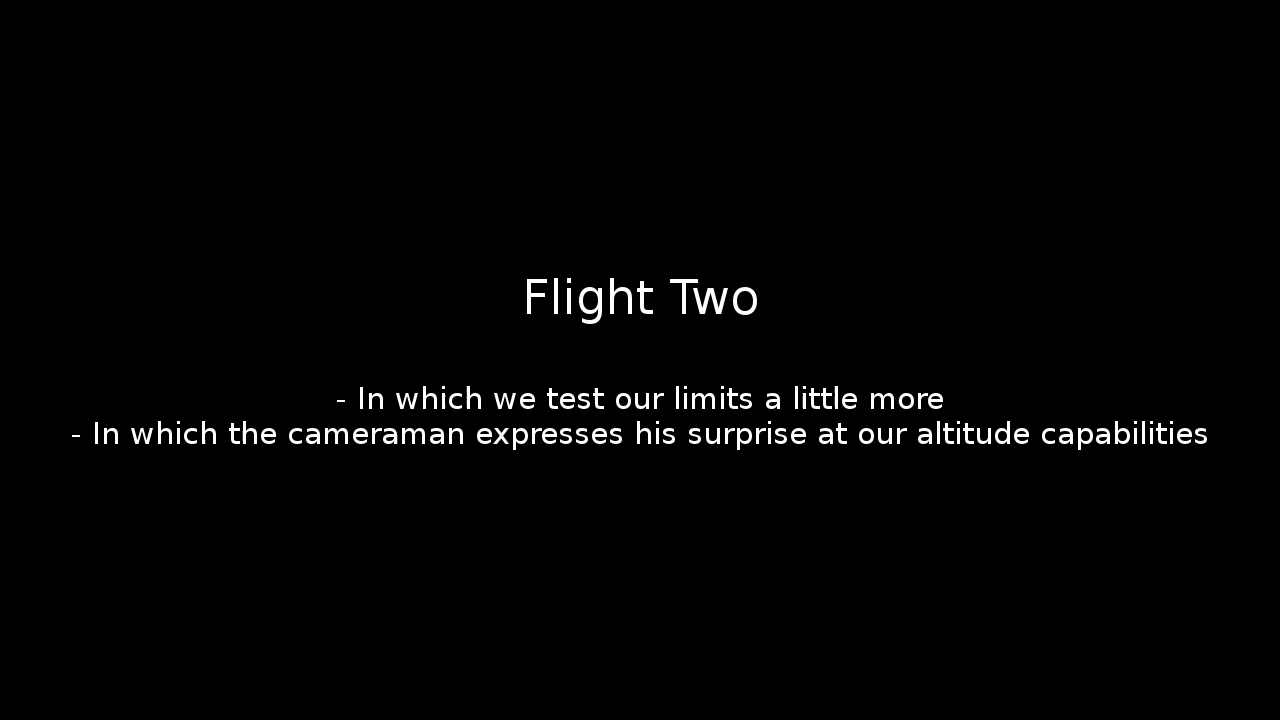 Flight Two
- In which we test our limits a little more
- In which the cameraman expresses his surprise at our altitude capabilities